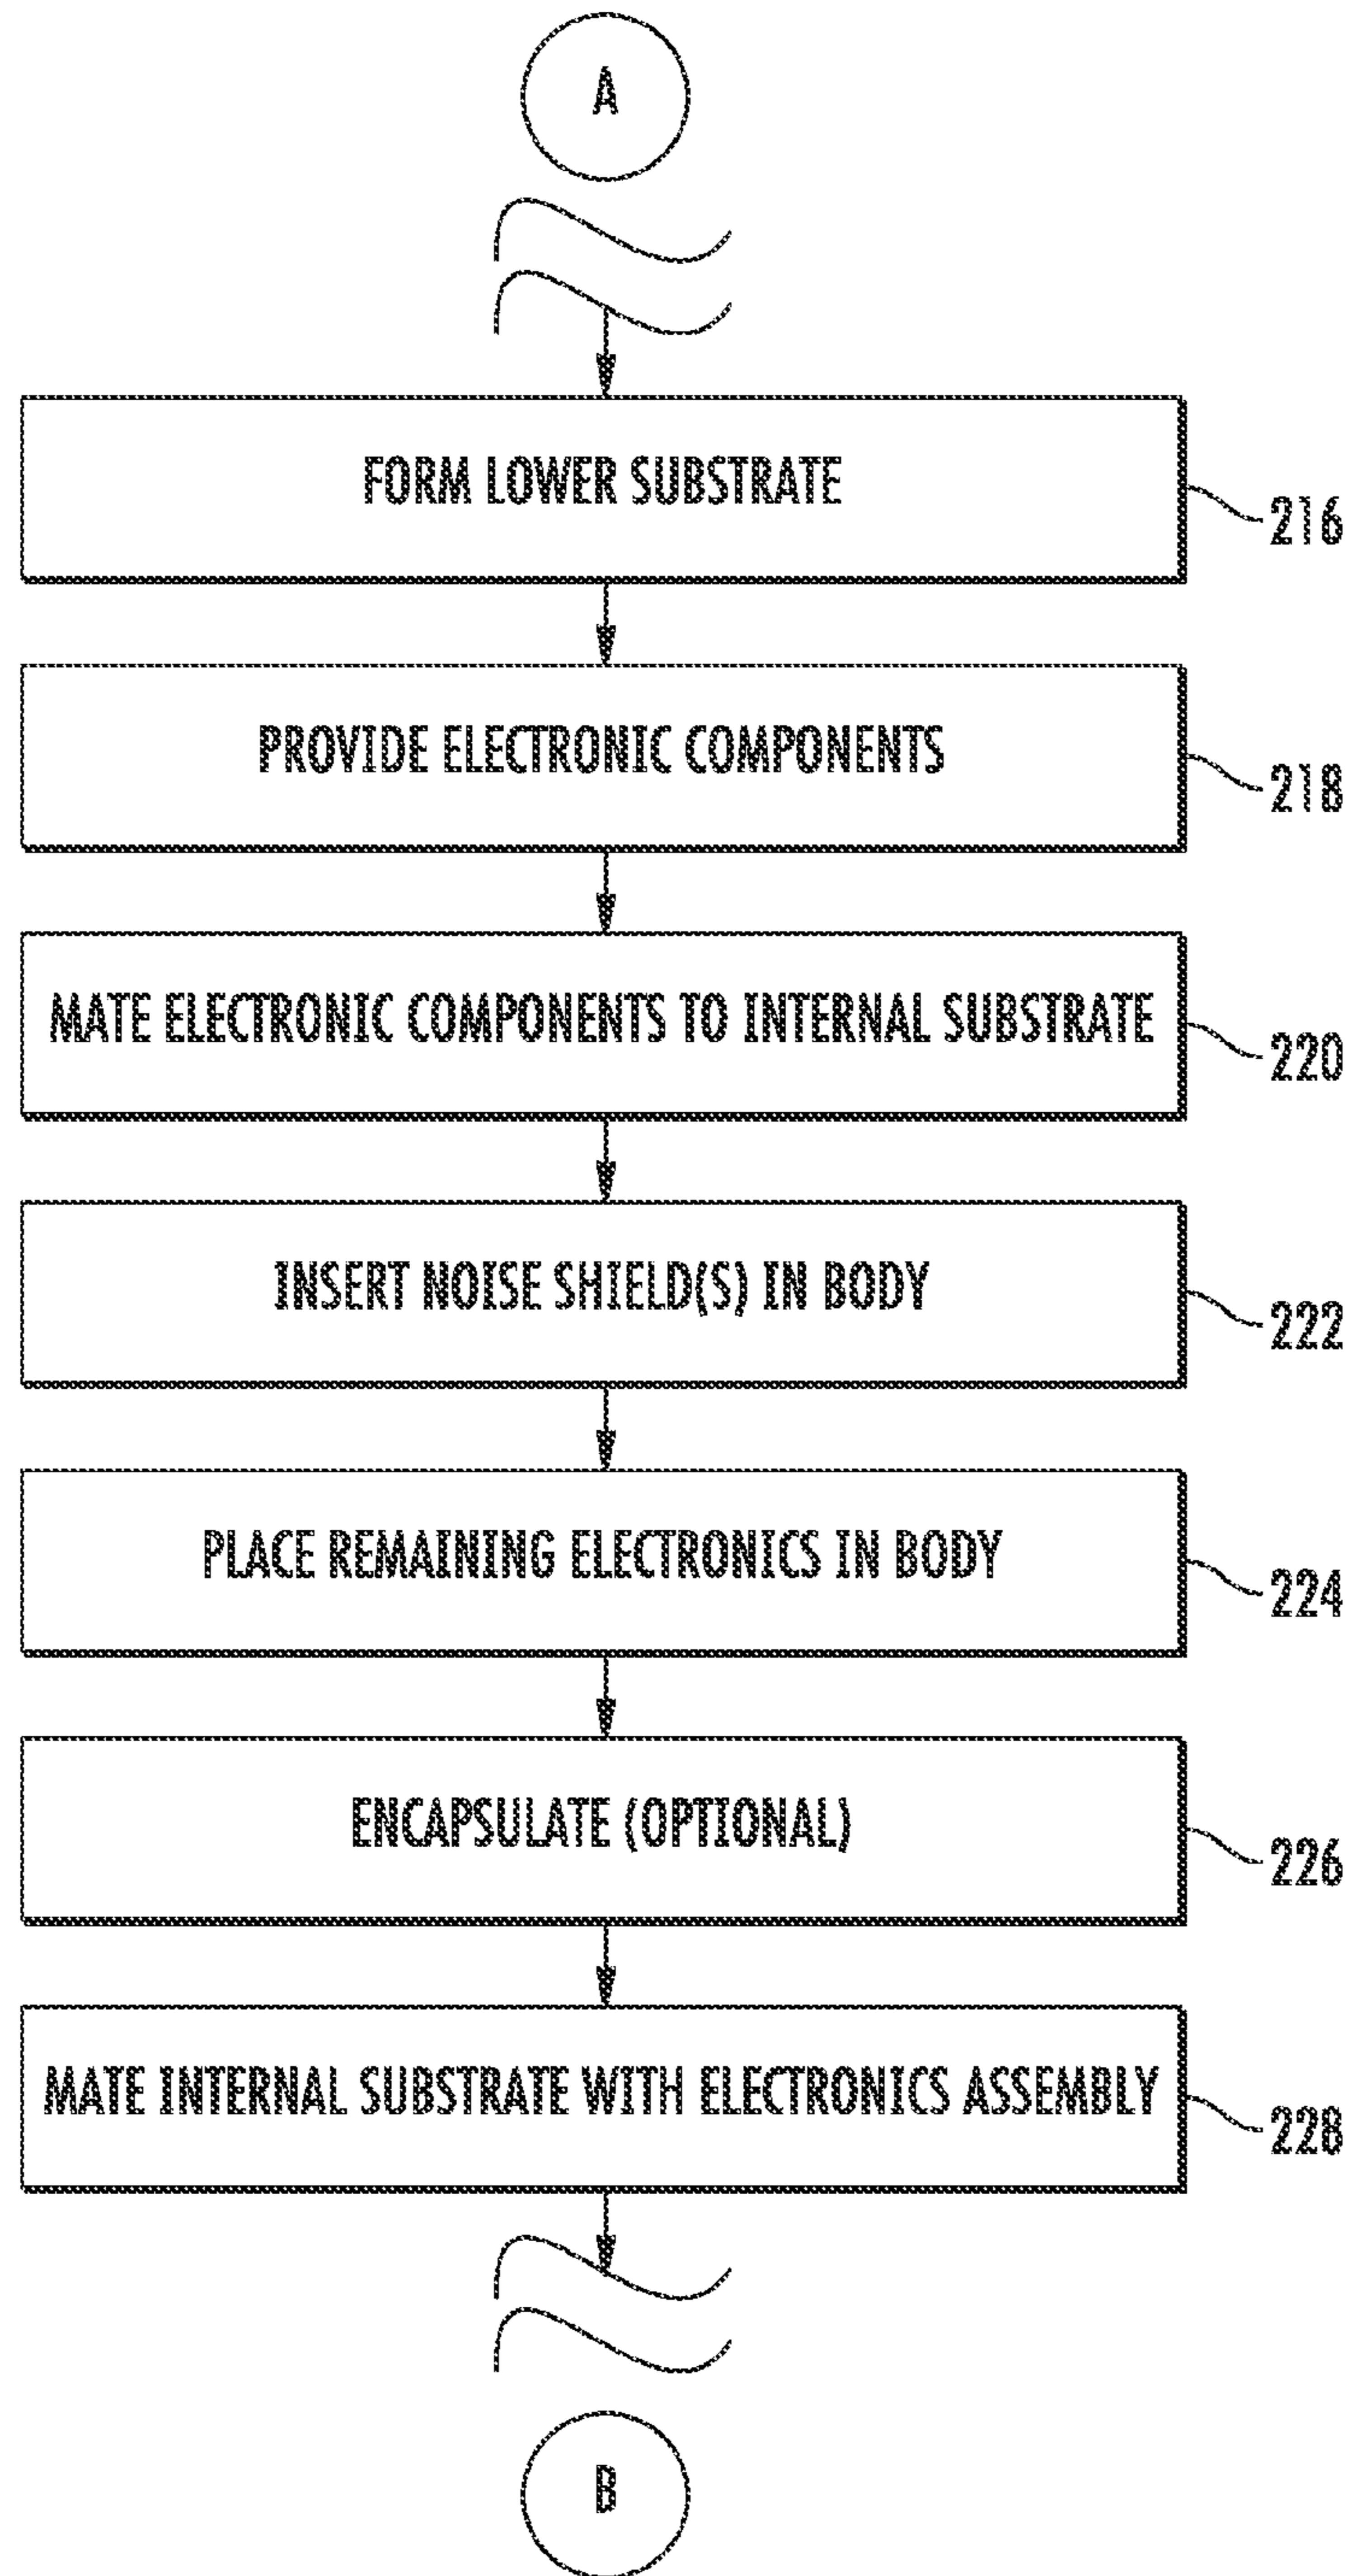 A
FORM LOWER SUBSTRATE
216
PROVIDE ELECTRONIC COMPONENTS
218
MATE ELECTRONIC COMPONENTS TO INTERNAL SUBSTRATE
220
INSERT NOISE SHIELD(S) IN BODY
222
PLACE REMAINING ELECTRONICS IN BODY
224
ENCAPSULATE (OPTIONAL)
226
MATE INTERNAL SUBSTRATE WITH ELECTRONICS ASSEMBLY
228
B